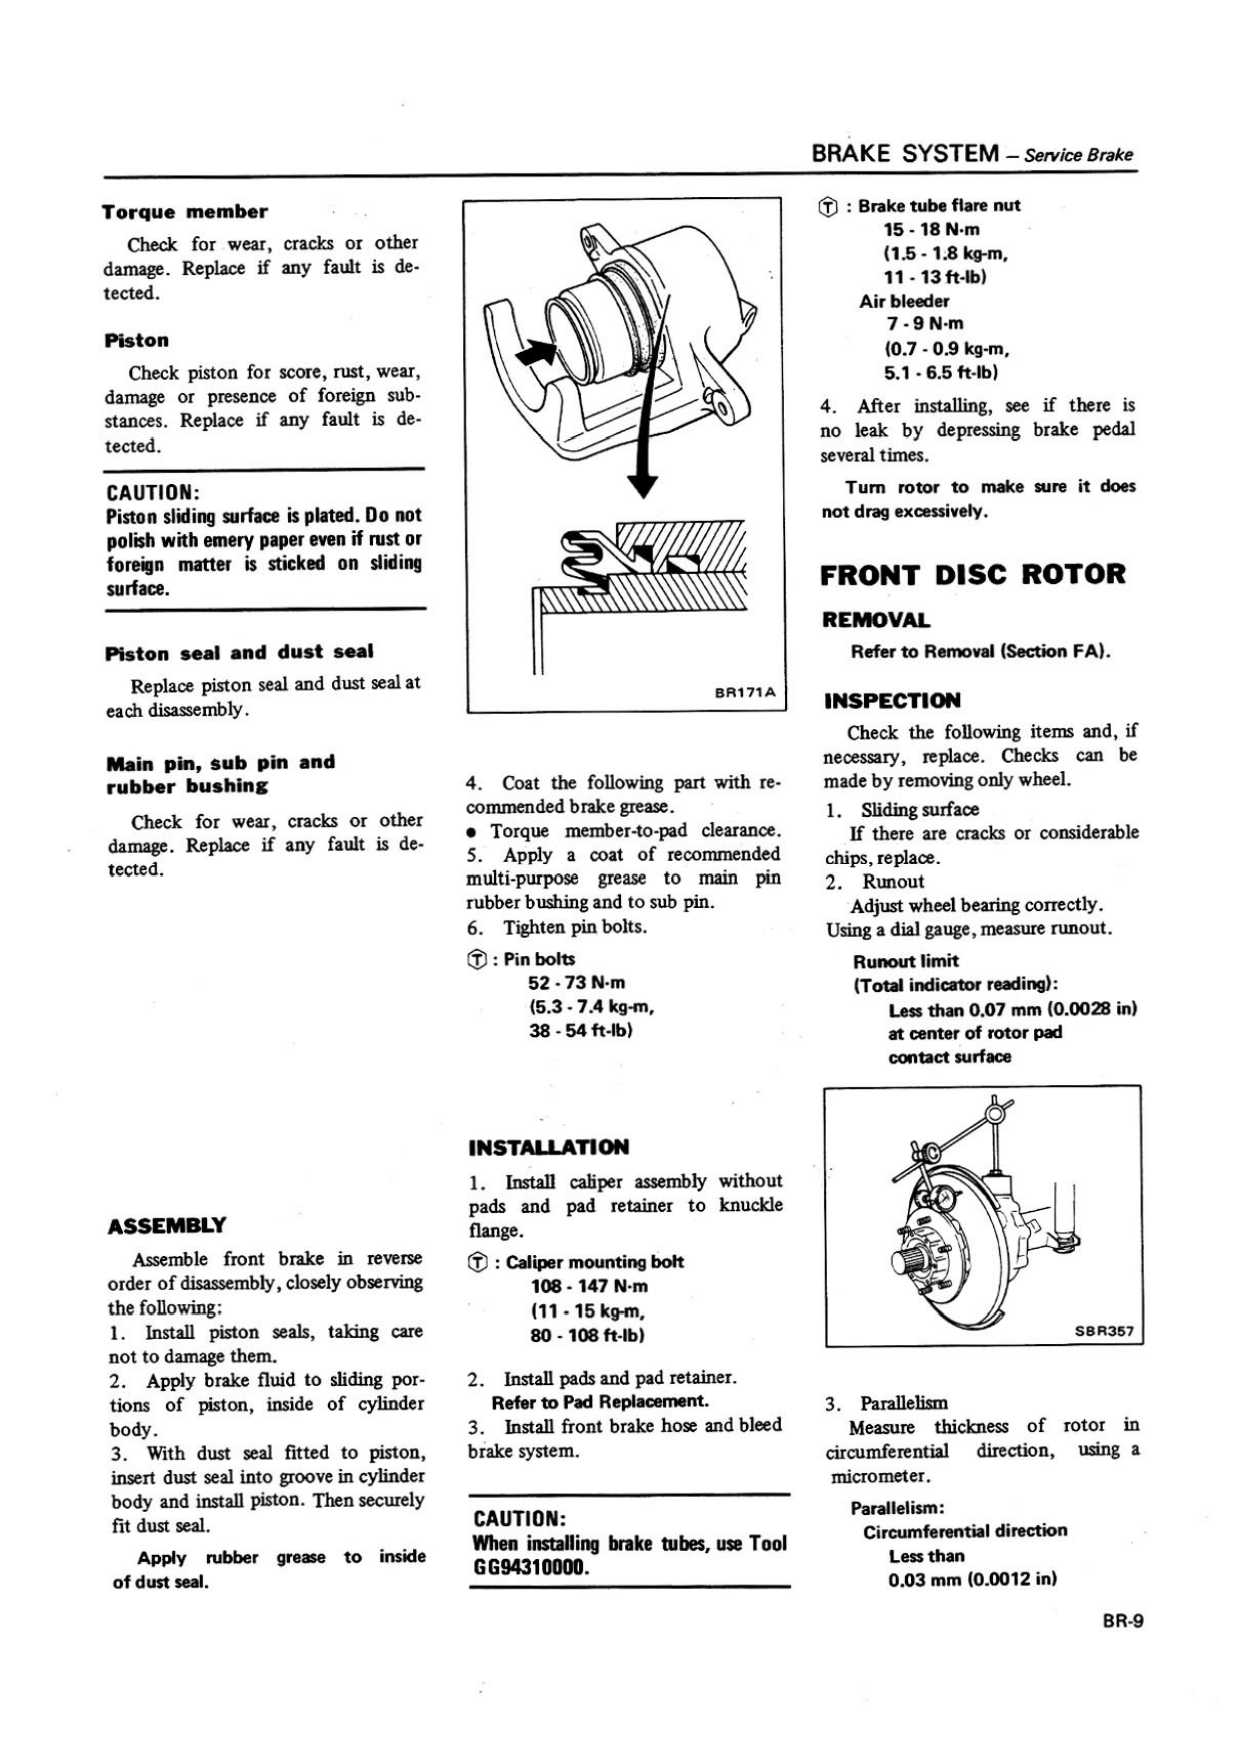 BRAKE SYSTEM – Service Brake
Torque member
Check for wear, cracks or other
damage. Replace if any fault is de-
tected.
Piston
Check piston for score, rust, wear,
damage or presence of foreign sub-
stances. Replace if any fault is de-
tected.
CAUTION:
Piston sliding surface is plated. Do not
polish with emery paper even if rust or
foreign matter is sticked on sliding
surface.
Piston seal and dust seal
Replace piston seal and dust seal at
each disassembly.
Main pin, sub pin and
rubber bushing
Check for wear, cracks or other
damage. Replace if any fault is de-
tected.
ASSEMBLY
Assemble front brake in reverse
order of disassembly, closely observing
the following:
1. Install piston seals, taking care
not to damage them.
2. Apply brake fluid to sliding por-
tions of piston, inside of cylinder
body.
3. With dust seal fitted to piston,
insert dust seal into groove in cylinder
body and install piston. Then securely
fit dust seal.
Apply rubber grease to inside
of dust seal.
BR171A
4. Coat the following part with re-
commended brake grease.
● Torque member-to-pad clearance.
5. Apply a coat of recommended
multi-purpose grease to main pin
rubber bushing and to sub pin.
6. Tighten pin bolts.
Ⓣ : Pin bolts
52 - 73 N·m
(5.3 - 7.4 kg-m,
38 - 54 ft-lb)
INSTALLATION
1. Install caliper assembly without
pads and pad retainer to knuckle
flange.
Ⓣ : Caliper mounting bolt
108 - 147 N·m
(11 - 15 kg-m,
80 - 108 ft-lb)
2. Install pads and pad retainer.
Refer to Pad Replacement.
3. Install front brake hose and bleed
brake system.
CAUTION:
When installing brake tubes, use Tool
GG94310000.
Ⓣ : Brake tube flare nut
15 - 18 N·m
(1.5 - 1.8 kg-m,
11 - 13 ft-lb)
Air bleeder
7 - 9 N·m
(0.7 - 0.9 kg-m,
5.1 - 6.5 ft-lb)
4. After installing, see if there is
no leak by depressing brake pedal
several times.
Turn rotor to make sure it does
not drag excessively.
FRONT DISC ROTOR
REMOVAL
Refer to Removal (Section FA).
INSPECTION
Check the following items and, if
necessary, replace. Checks can be
made by removing only wheel.
1. Sliding surface
If there are cracks or considerable
chips, replace.
2. Runout
Adjust wheel bearing correctly.
Using a dial gauge, measure runout.
Runout limit
(Total indicator reading):
Less than 0.07 mm (0.0028 in)
at center of rotor pad
contact surface
SBR357
3. Parallelism
Measure thickness of rotor in
circumferential direction, using a
micrometer.
Parallelism:
Circumferential direction
Less than
0.03 mm (0.0012 in)
BR-9